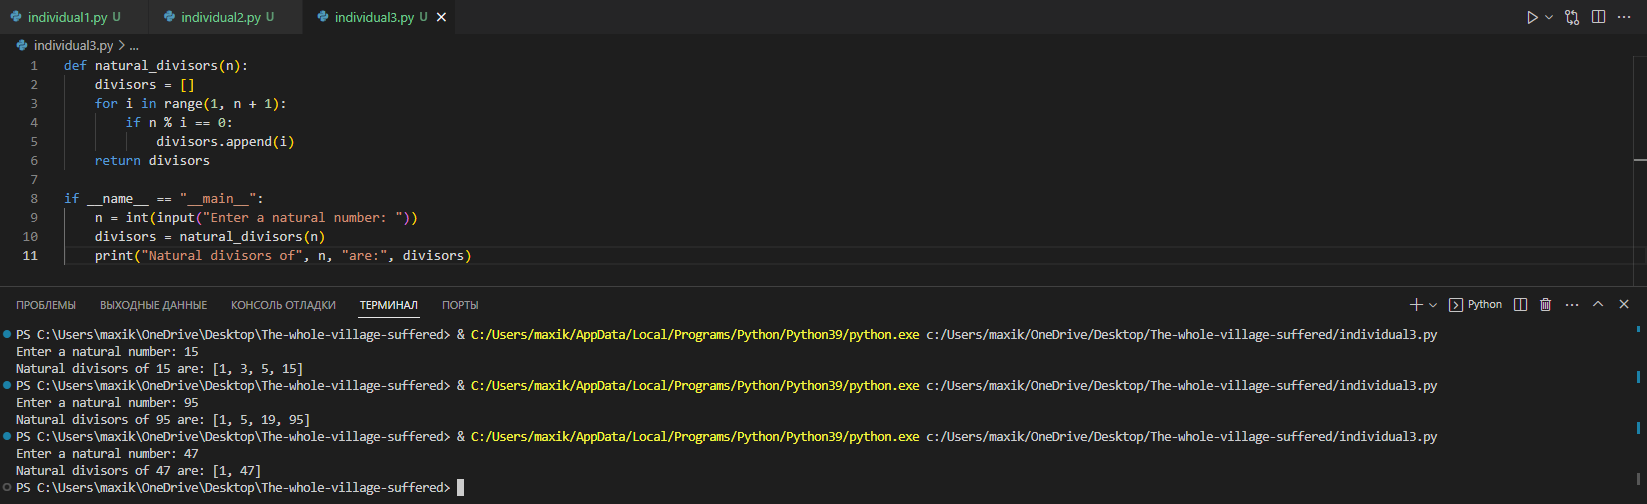 individual1.py U individual2.py U individual3.py U
individual3.py > ...
1 def natural_divisors(n):
2     divisors = []
3     for i in range(1, n + 1):
4         if n % i == 0:
5             divisors.append(i)
6     return divisors
7
8 if __name__ == "__main__":
9     n = int(input("Enter a natural number: "))
10     divisors = natural_divisors(n)
11     print("Natural divisors of", n, "are:", divisors)
ПРОБЛЕМЫ ВЫХОДНЫЕ ДАННЫЕ КОНСОЛЬ ОТЛАДКИ ТЕРМИНАЛ ПОРТЫ Python
PS C:\Users\maxik\OneDrive\Desktop\The-whole-village-suffered> & C:/Users/maxik/AppData/Local/Programs/Python/Python39/python.exe c:/Users/maxik/OneDrive/Desktop/The-whole-village-suffered/individual3.py
Enter a natural number: 15
Natural divisors of 15 are: [1, 3, 5, 15]
PS C:\Users\maxik\OneDrive\Desktop\The-whole-village-suffered> & C:/Users/maxik/AppData/Local/Programs/Python/Python39/python.exe c:/Users/maxik/OneDrive/Desktop/The-whole-village-suffered/individual3.py
Enter a natural number: 95
Natural divisors of 95 are: [1, 5, 19, 95]
PS C:\Users\maxik\OneDrive\Desktop\The-whole-village-suffered> & C:/Users/maxik/AppData/Local/Programs/Python/Python39/python.exe c:/Users/maxik/OneDrive/Desktop/The-whole-village-suffered/individual3.py
Enter a natural number: 47
Natural divisors of 47 are: [1, 47]
PS C:\Users\maxik\OneDrive\Desktop\The-whole-village-suffered>